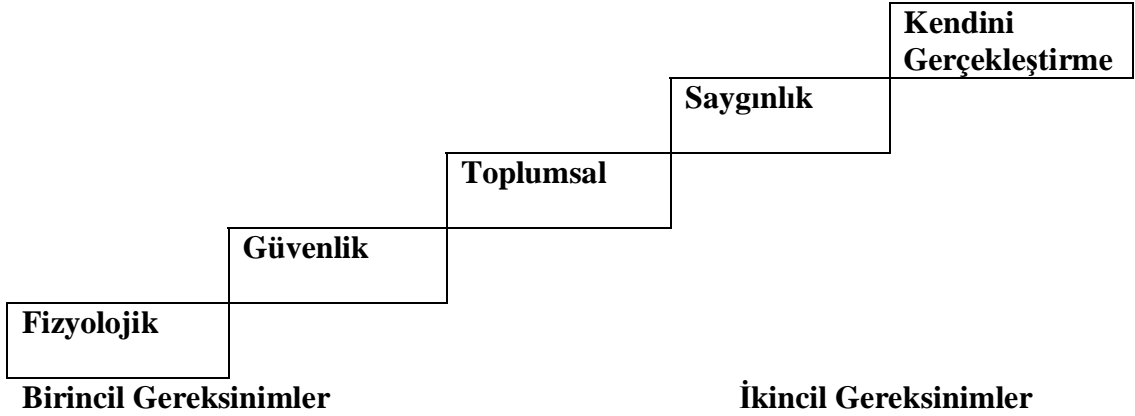 Kendini
Gerçekleştirme
Saygınlık
Toplumsal
Güvenlik
Fizyolojik
Birincil Gereksinimler
İkincil Gereksinimler